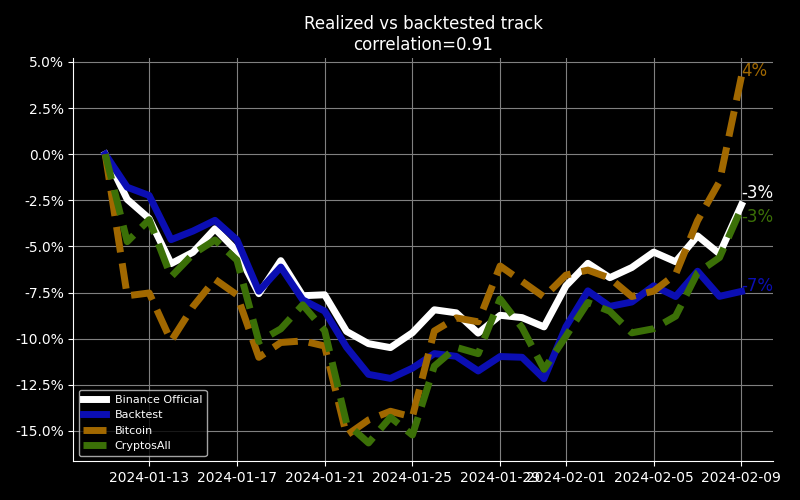 Realized vs backtested track
correlation=0.91
5.0%
2.5%
0.0%
-2.5%
-5.0%
-7.5%
-10.0%
-12.5%
-15.0%
4%
-3%
-3%
-7%
Binance Official
Backtest
Bitcoin
CryptosAll
2024-01-13 2024-01-17 2024-01-21 2024-01-25 2024-01-29 2024-02-01 2024-02-05 2024-02-09